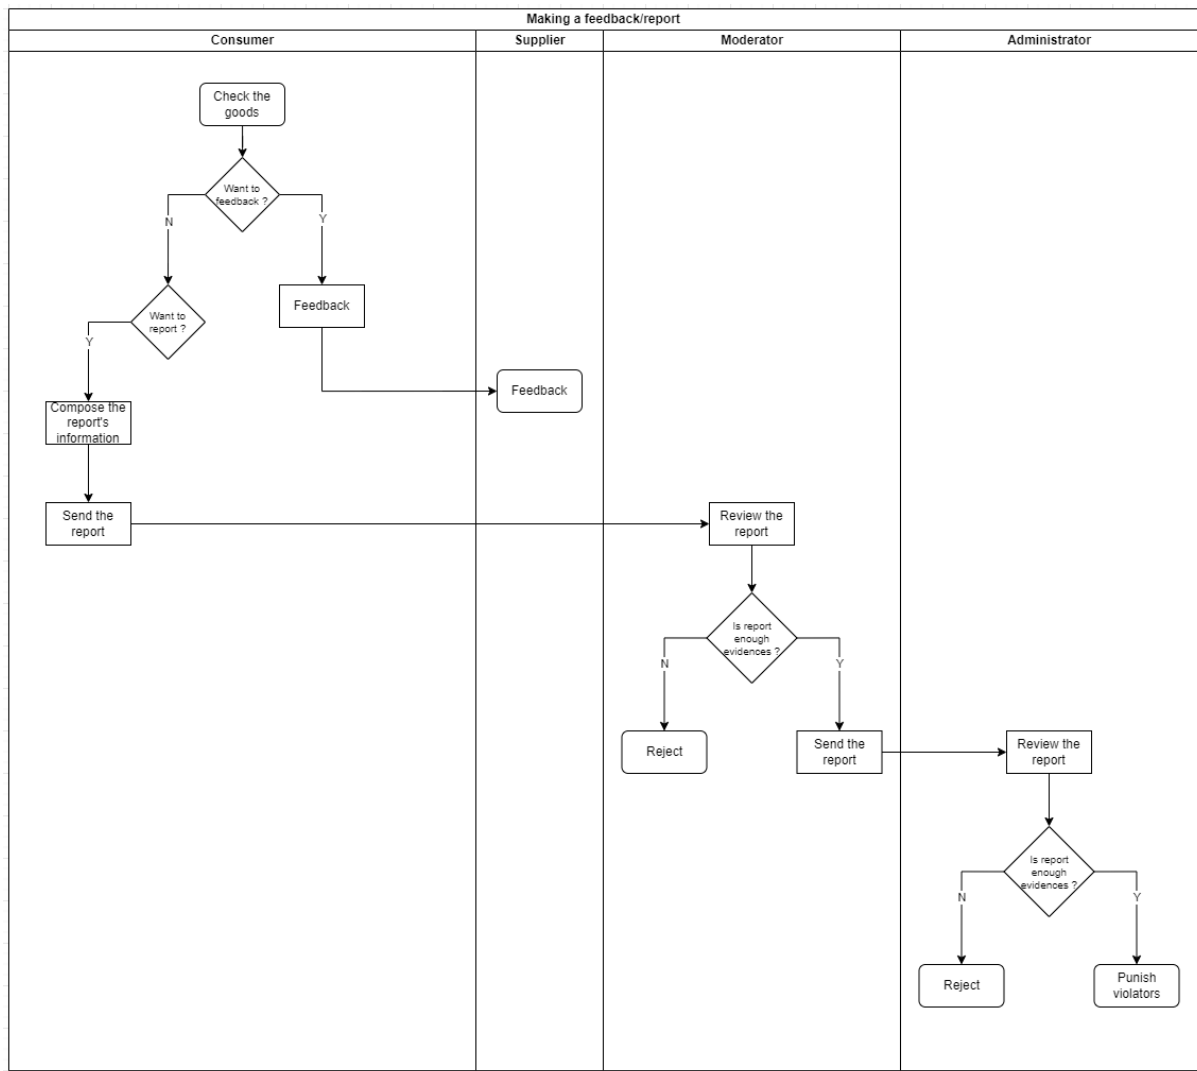 Making a feedback/report
Consumer
Supplier
Moderator
Administrator
Check the
goods
Want to
feedback ?
N
Y
Want to
report ?
Feedback
Y
Feedback
Compose the
report's
information
Send the
report
Review the
report
Is report
enough
evidences ?
N
Y
Reject
Send the
report
Review the
report
Is report
enough
evidences ?
N
Y
Reject
Punish
violators